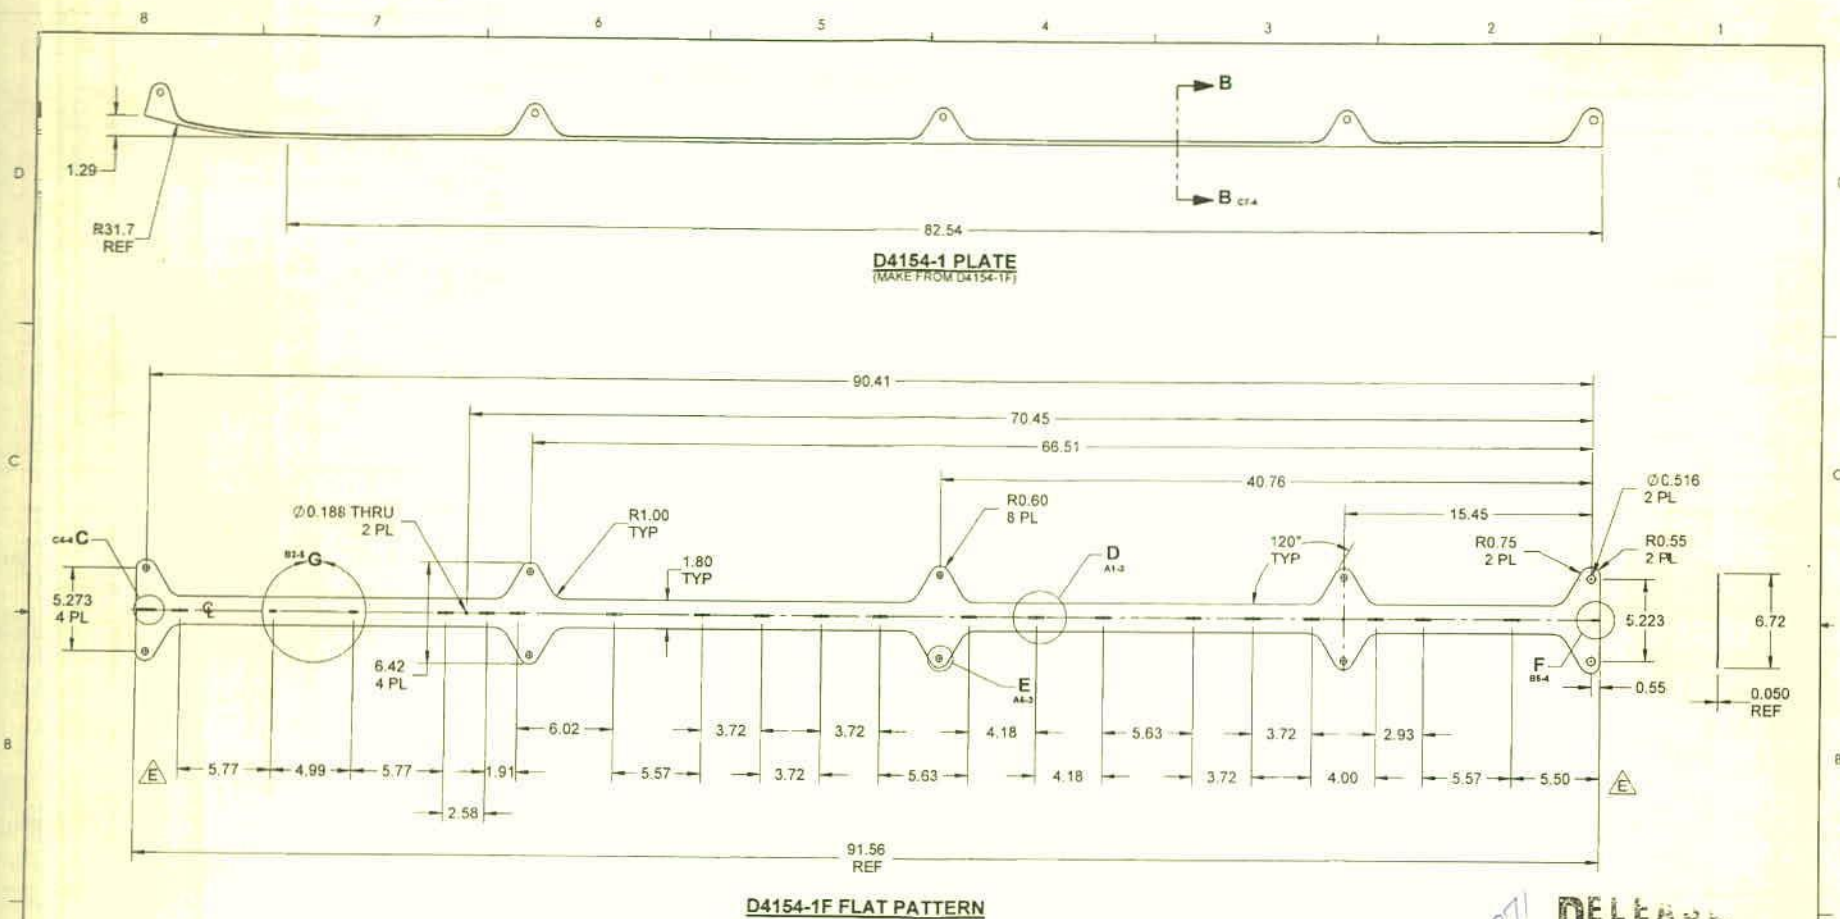 8 7 6 5 4 3 2 1
D
B
B C7-4
1.29
R31.7
REF
82.54
D4154-1 PLATE
(MAKE FROM D4154-1F)
90.41
70.45
66.51
40.76
15.45
C
C
Ø0.516
2 PL
Ø0.188 THRU
2 PL
R1.00
TYP
R0.60
8 PL
120°
TYP
R0.75
2 PL
R0.55
2 PL
C
G
1.80
TYP
D
A1-3
5.273
4 PL
℄
5.223
6.72
6.42
4 PL
E
F
B5-4
0.55
0.050
REF
6.02 3.72 3.72 4.18 5.63 3.72 2.93
B
B
E 5.77 4.99 5.77 1.91 5.57 3.72 5.63 4.18 3.72 4.00 5.57 5.50 E
2.58
91.56
REF
D4154-1F FLAT PATTERN